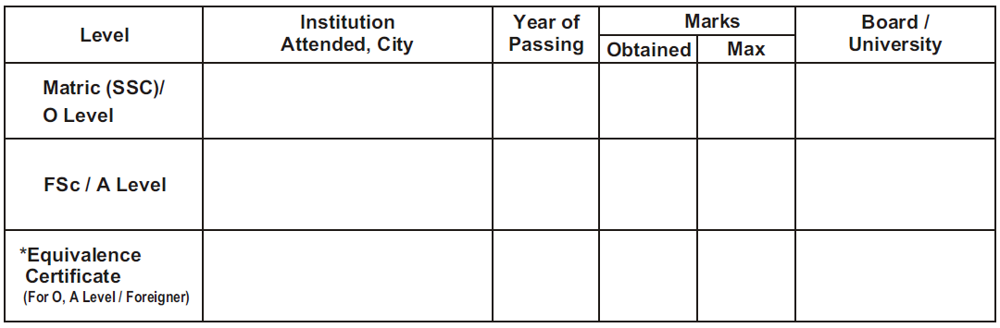 Level
Institution
Attended, City
Year of
Passing
Marks
Obtained
Max
Board /
University
Matric (SSC)/
O Level
FSc / A Level
*Equivalence
Certificate
(For O, A Level / Foreigner)